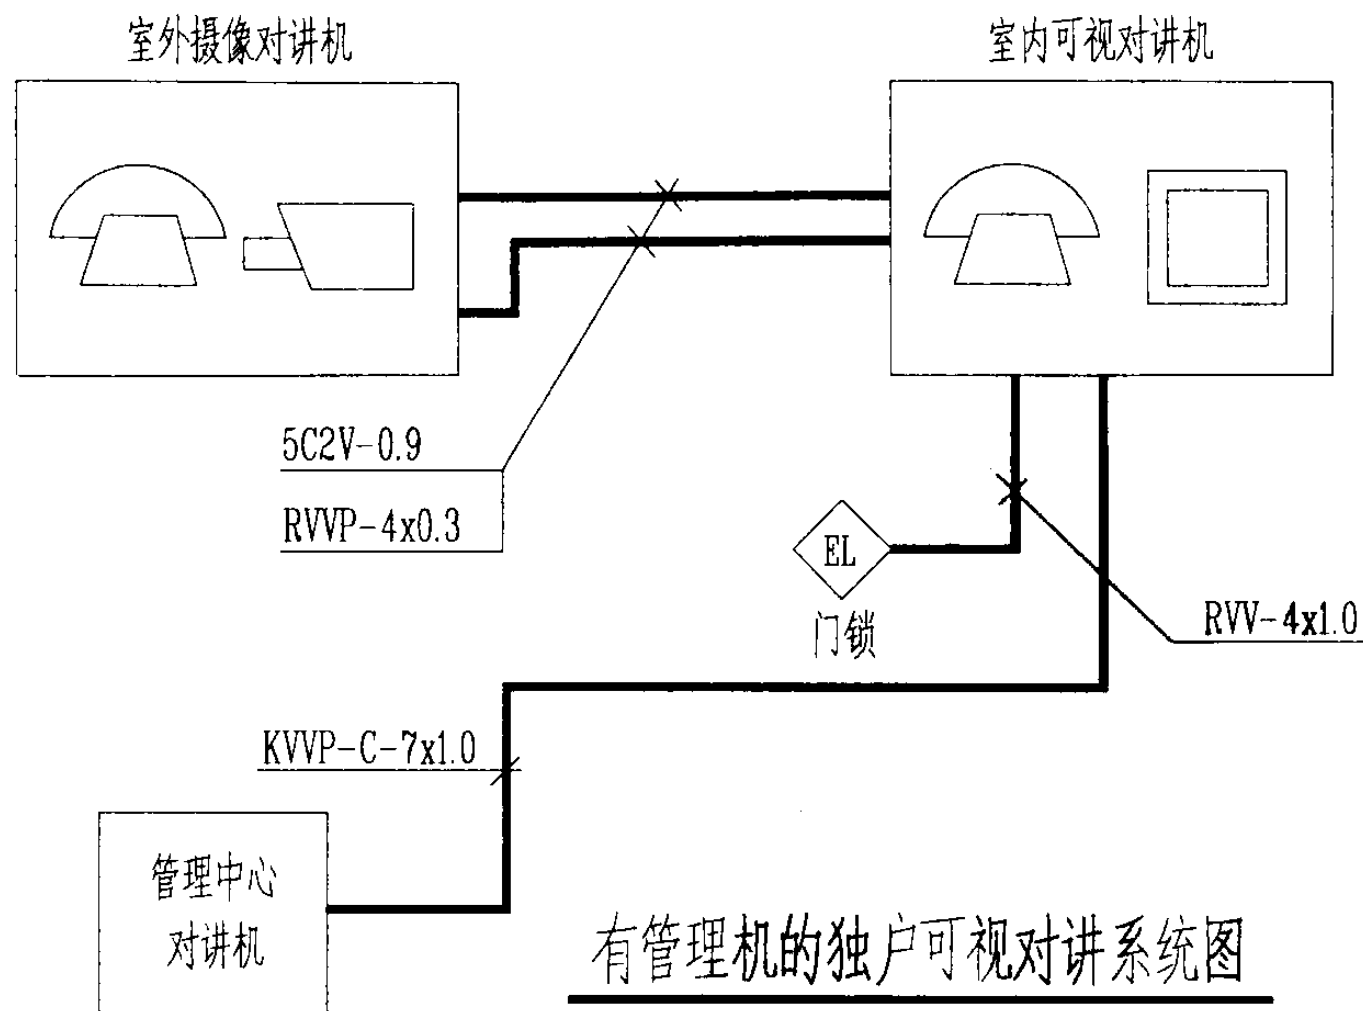 室外摄像对讲机
室内可视对讲机
5C2V-0.9
RVVP-4x0.3
EL
门锁
RVV-4x1.0
KVVP-C-7x1.0
管理中心
对讲机
有管理机的独户可视对讲系统图